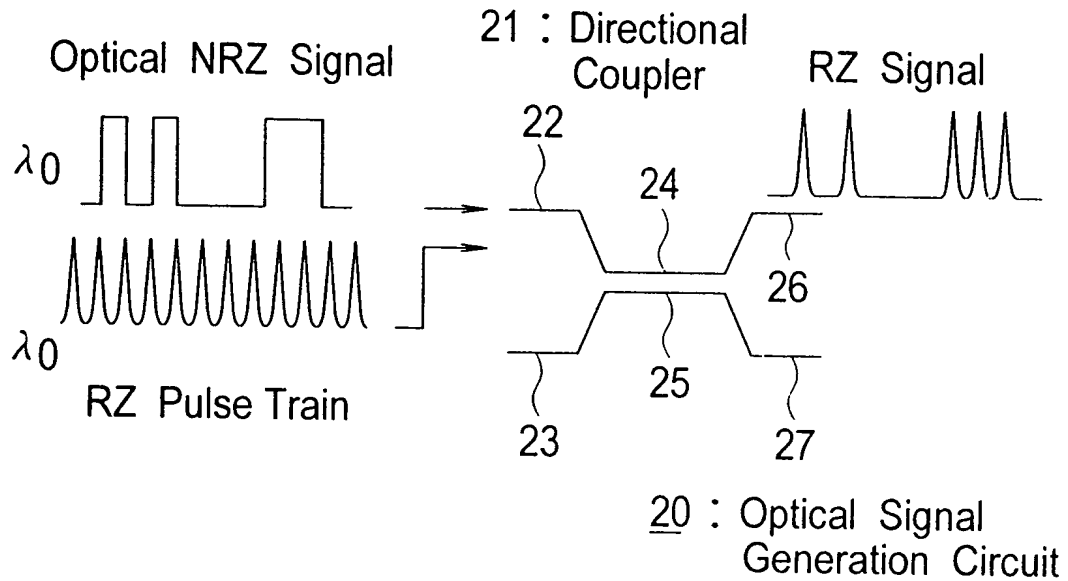 Optical NRZ Signal
21 : Directional
Coupler
RZ Signal
λ0
22
24
26
λ0
RZ Pulse Train
25
23
27
20 : Optical Signal
Generation Circuit